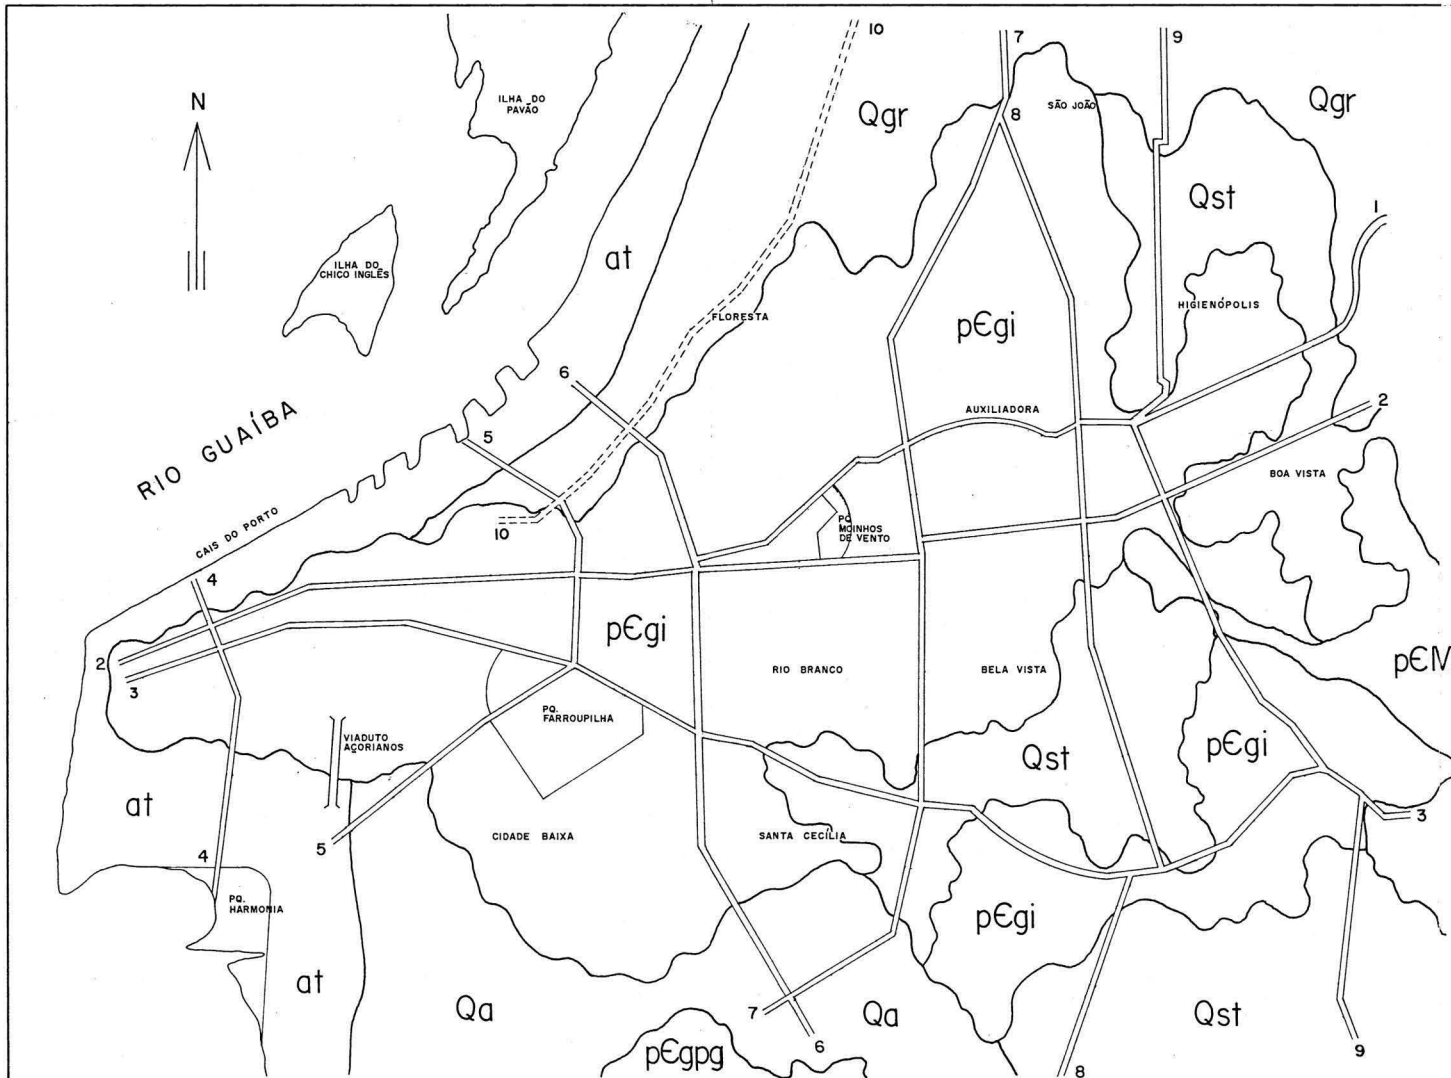 10
7
9
N
ILHA DO
PAVÃO
Qgr
8
SÃO JOÃO
Qgr
Qst
1
at
ILHA DO
CHICO INGLÊS
FLORESTA
pЄgi
HIGIENÓPOLIS
6
RIO GUAÍBA
5
AUXILIADORA
2
BOA VISTA
CAIS DO PORTO
10
PQ.
MOINHOS
DE VENTO
4
2
3
pЄgi
RIO BRANCO
BELA VISTA
pЄM
PQ.
FARROUPILHA
VIADUTO
AÇORIANOS
Qst
pЄgi
at
5
CIDADE BAIXA
SANTA CECÍLIA
3
4
PQ.
HARMONIA
pЄgi
at
Qa
7
Qa
Qst
6
pЄgpg
8
9